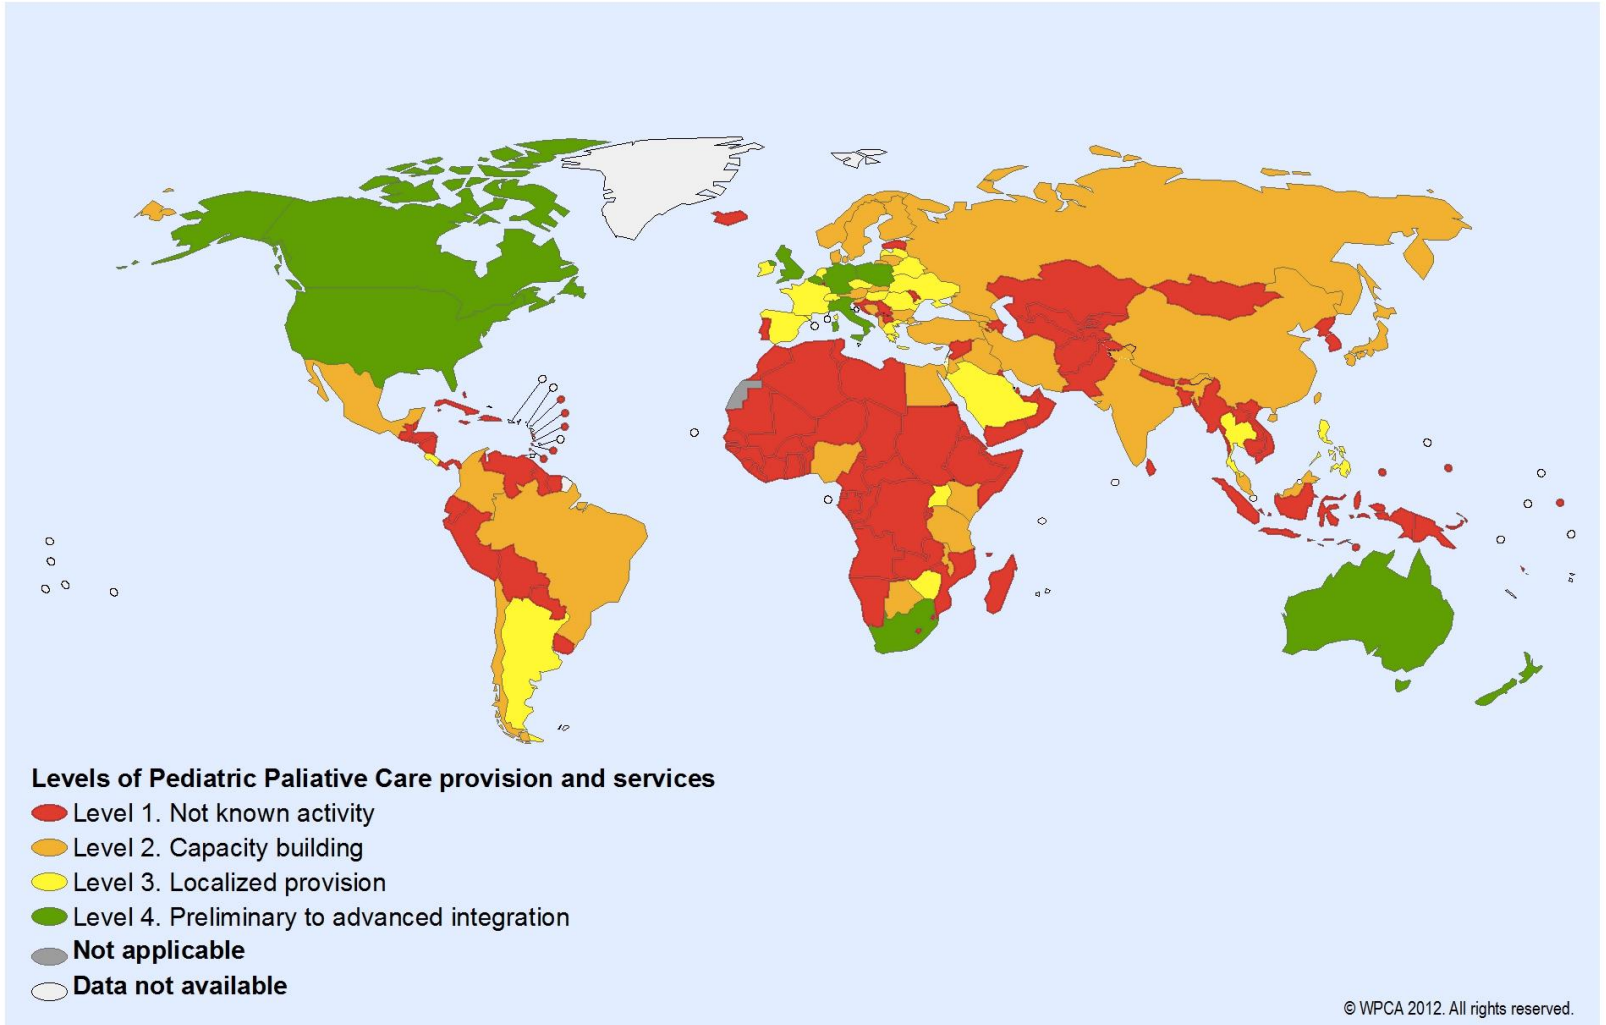 Levels of Pediatric Paliative Care provision and services
Level 1. Not known activity
Level 2. Capacity building
Level 3. Localized provision
Level 4. Preliminary to advanced integration
Not applicable
Data not available
© WPCA 2012. All rights reserved.